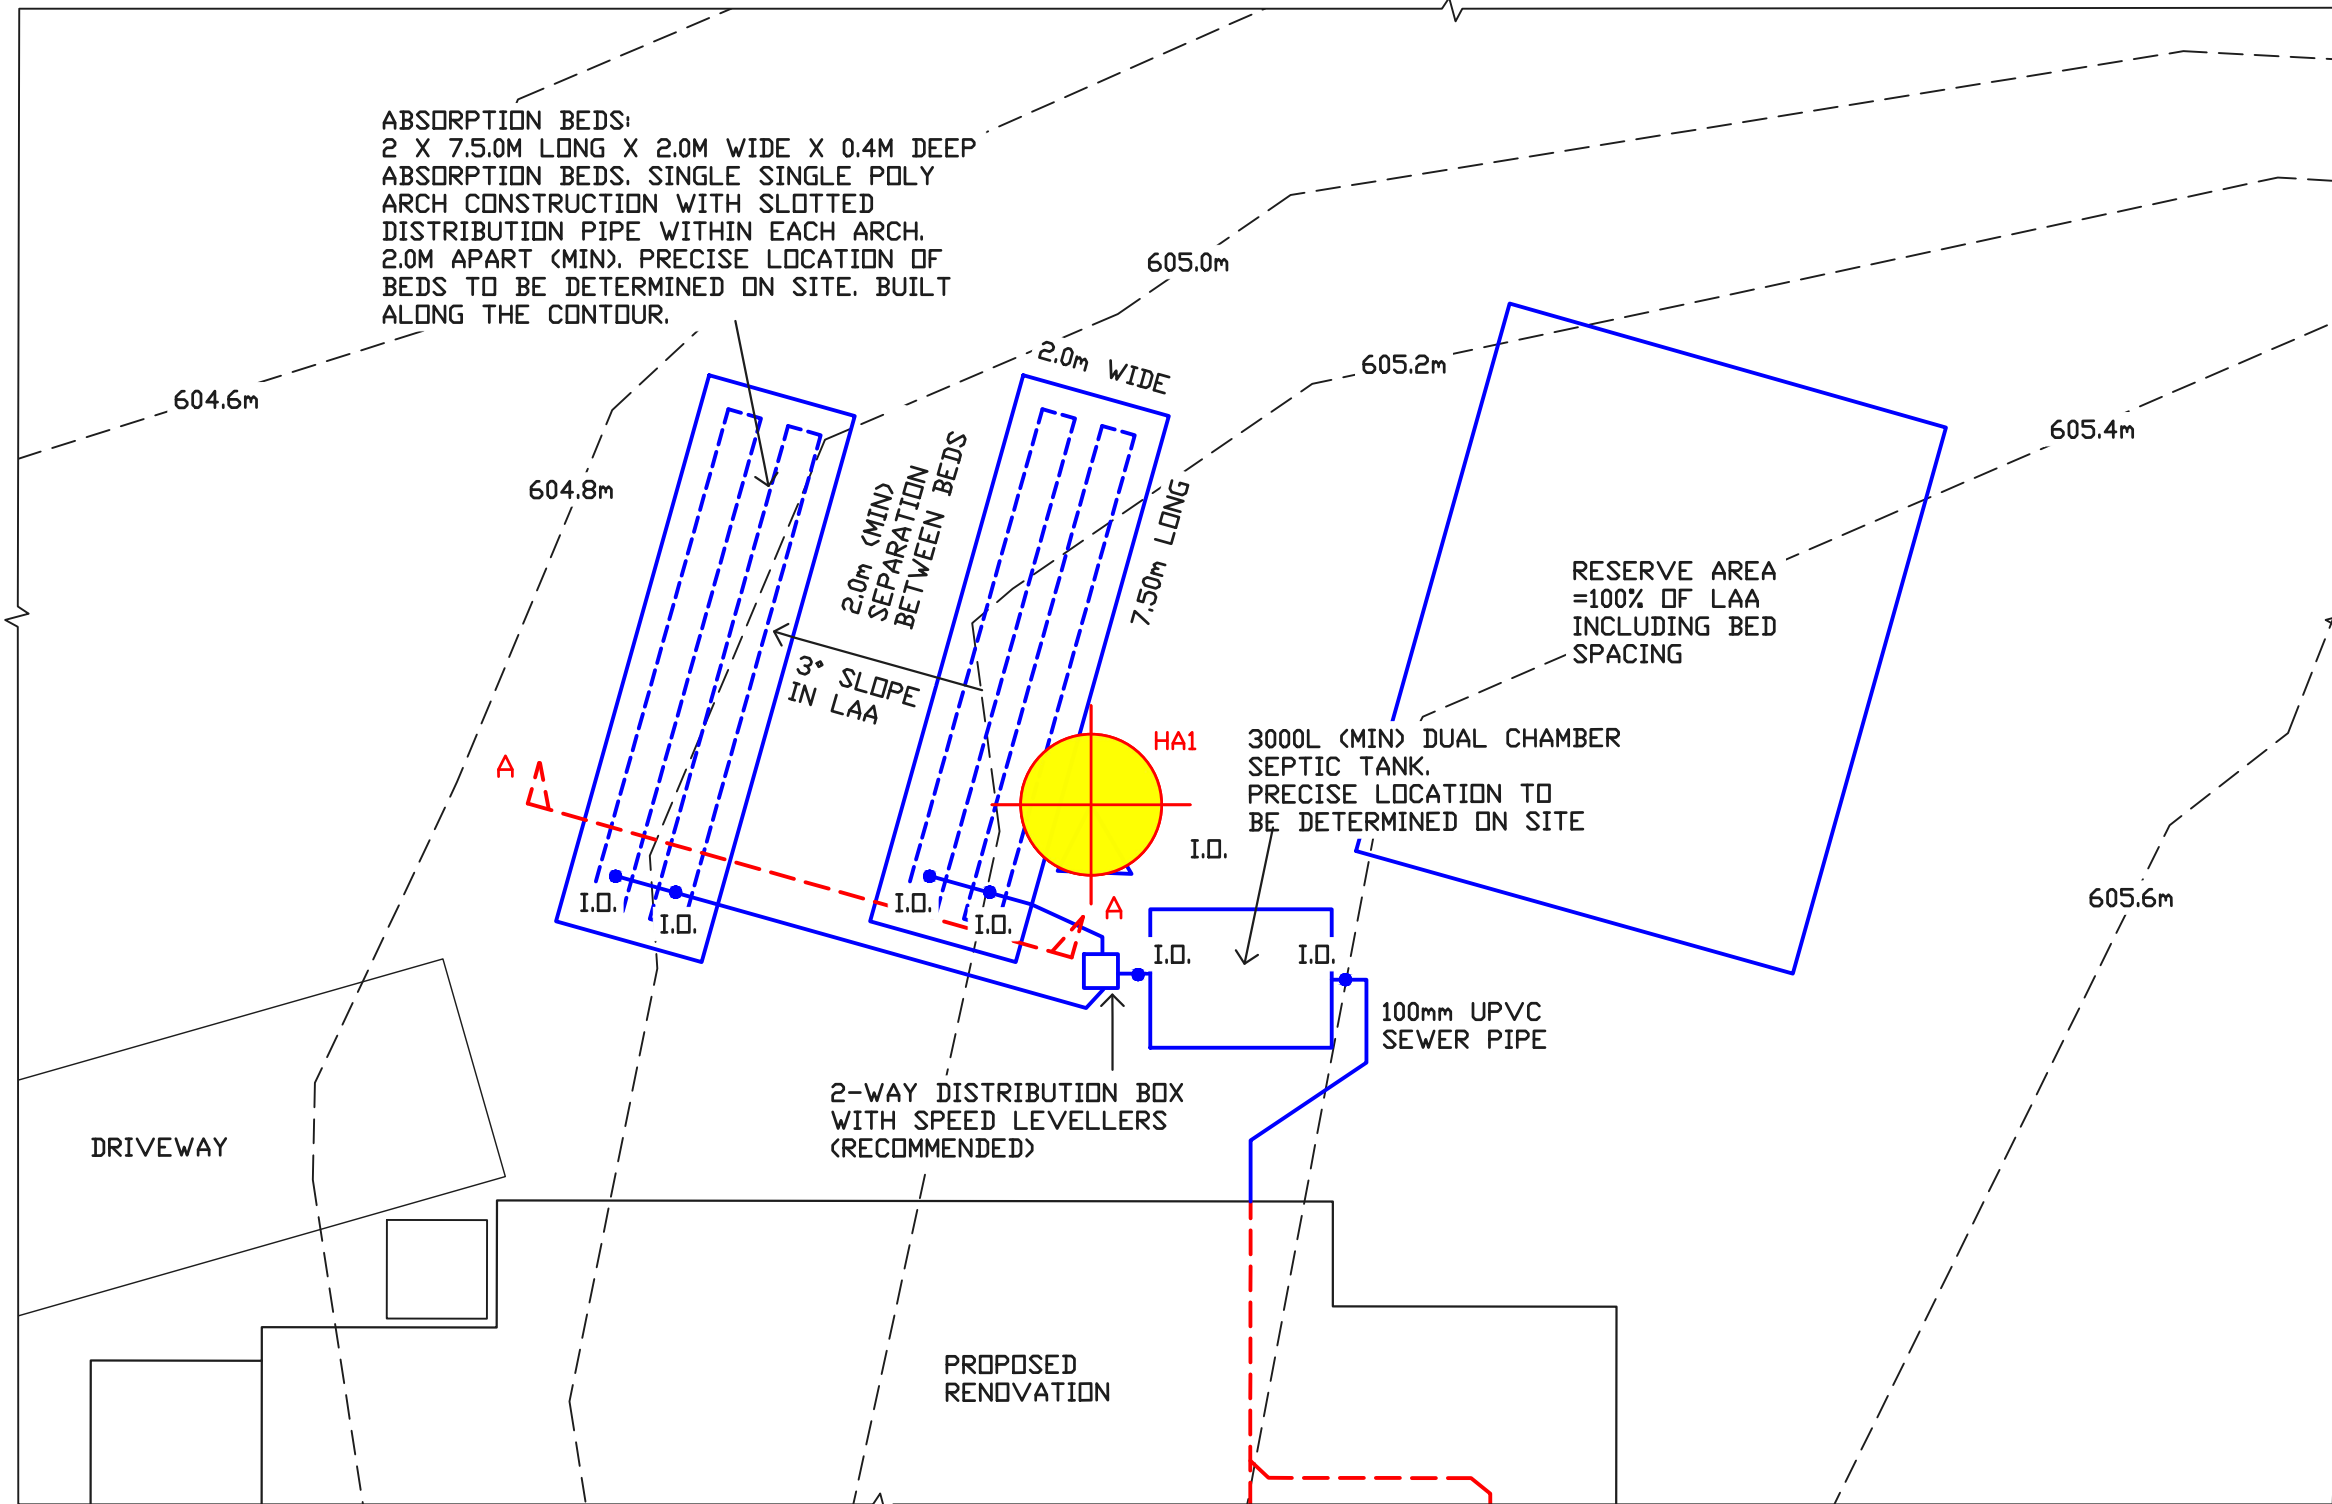 ABSORPTION BEDS:
2 X 7.5.0M LONG X 2.0M WIDE X 0.4M DEEP
ABSORPTION BEDS. SINGLE SINGLE POLY
ARCH CONSTRUCTION WITH SLOTTED
DISTRIBUTION PIPE WITHIN EACH ARCH.
2.0M APART (MIN). PRECISE LOCATION OF
BEDS TO BE DETERMINED ON SITE. BUILT
ALONG THE CONTOUR.
605.0m
2.0m WIDE
605.2m
604.6m
605.4m
604.8m
2.0m (MIN)
SEPARATION
BETWEEN BEDS
7.50m LONG
RESERVE AREA
=100% OF LAA
INCLUDING BED
SPACING
3° SLOPE
IN LAA
A
HA1
3000L (MIN) DUAL CHAMBER
SEPTIC TANK.
PRECISE LOCATION TO
BE DETERMINED ON SITE
I.O.
I.O.
I.O.
I.O.
I.O.
A
I.O.
I.O.
605.6m
100mm UPVC
SEWER PIPE
2-WAY DISTRIBUTION BOX
WITH SPEED LEVELLERS
(RECOMMENDED)
DRIVEWAY
PROPOSED
RENOVATION